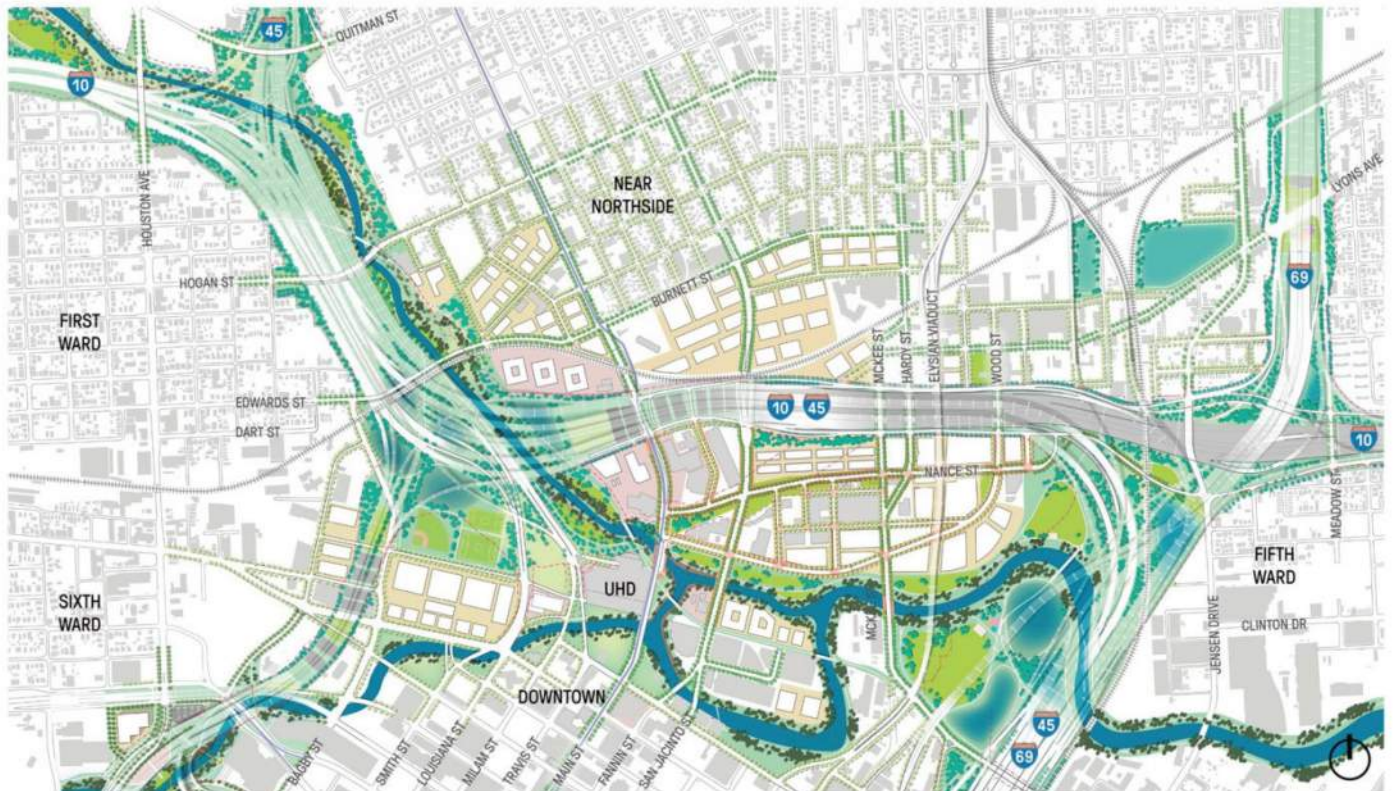 45
QUITMAN ST
10
HOUSTON AVE
NEAR
NORTHSIDE
LYONS AVE
HOGAN ST
BURNETT ST
69
FIRST
WARD
MCKEE ST
HARDY ST
ELYSIAN VIADUCT
WOOD ST
EDWARDS ST
10
45
DART ST
10
NANCE ST
MEADOW ST
FIFTH
WARD
UHD
SIXTH
WARD
MCK
JENSEN DRIVE
CLINTON DR
DOWNTOWN
45
69
BAGBY ST
SMITH ST
LOUISIANA ST
MILAM ST
TRAVIS ST
MAIN ST
FANNIN ST
SAN JACINTO ST